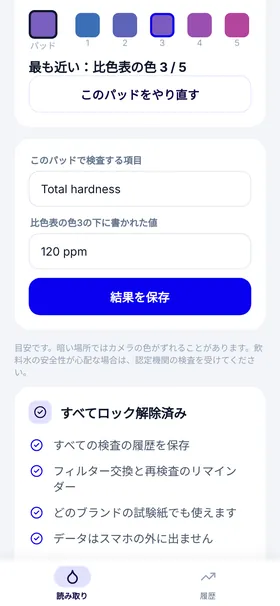 パッド
1
2
3
4
5
最も近い：比色表の色 3 / 5
このパッドをやり直す
このパッドで検査する項目
Total hardness
比色表の色3の下に書かれた値
120 ppm
結果を保存
目安です。暗い場所ではカメラの色がずれることがあります。飲
料水の安全性が心配な場合は、認定機関の検査を受けてくださ
い。
すべてロック解除済み
すべての検査の履歴を保存
フィルター交換と再検査のリマイン
ダー
どのブランドの試験紙でも使えます
データはスマホの外に出ません
読み取り
履歴